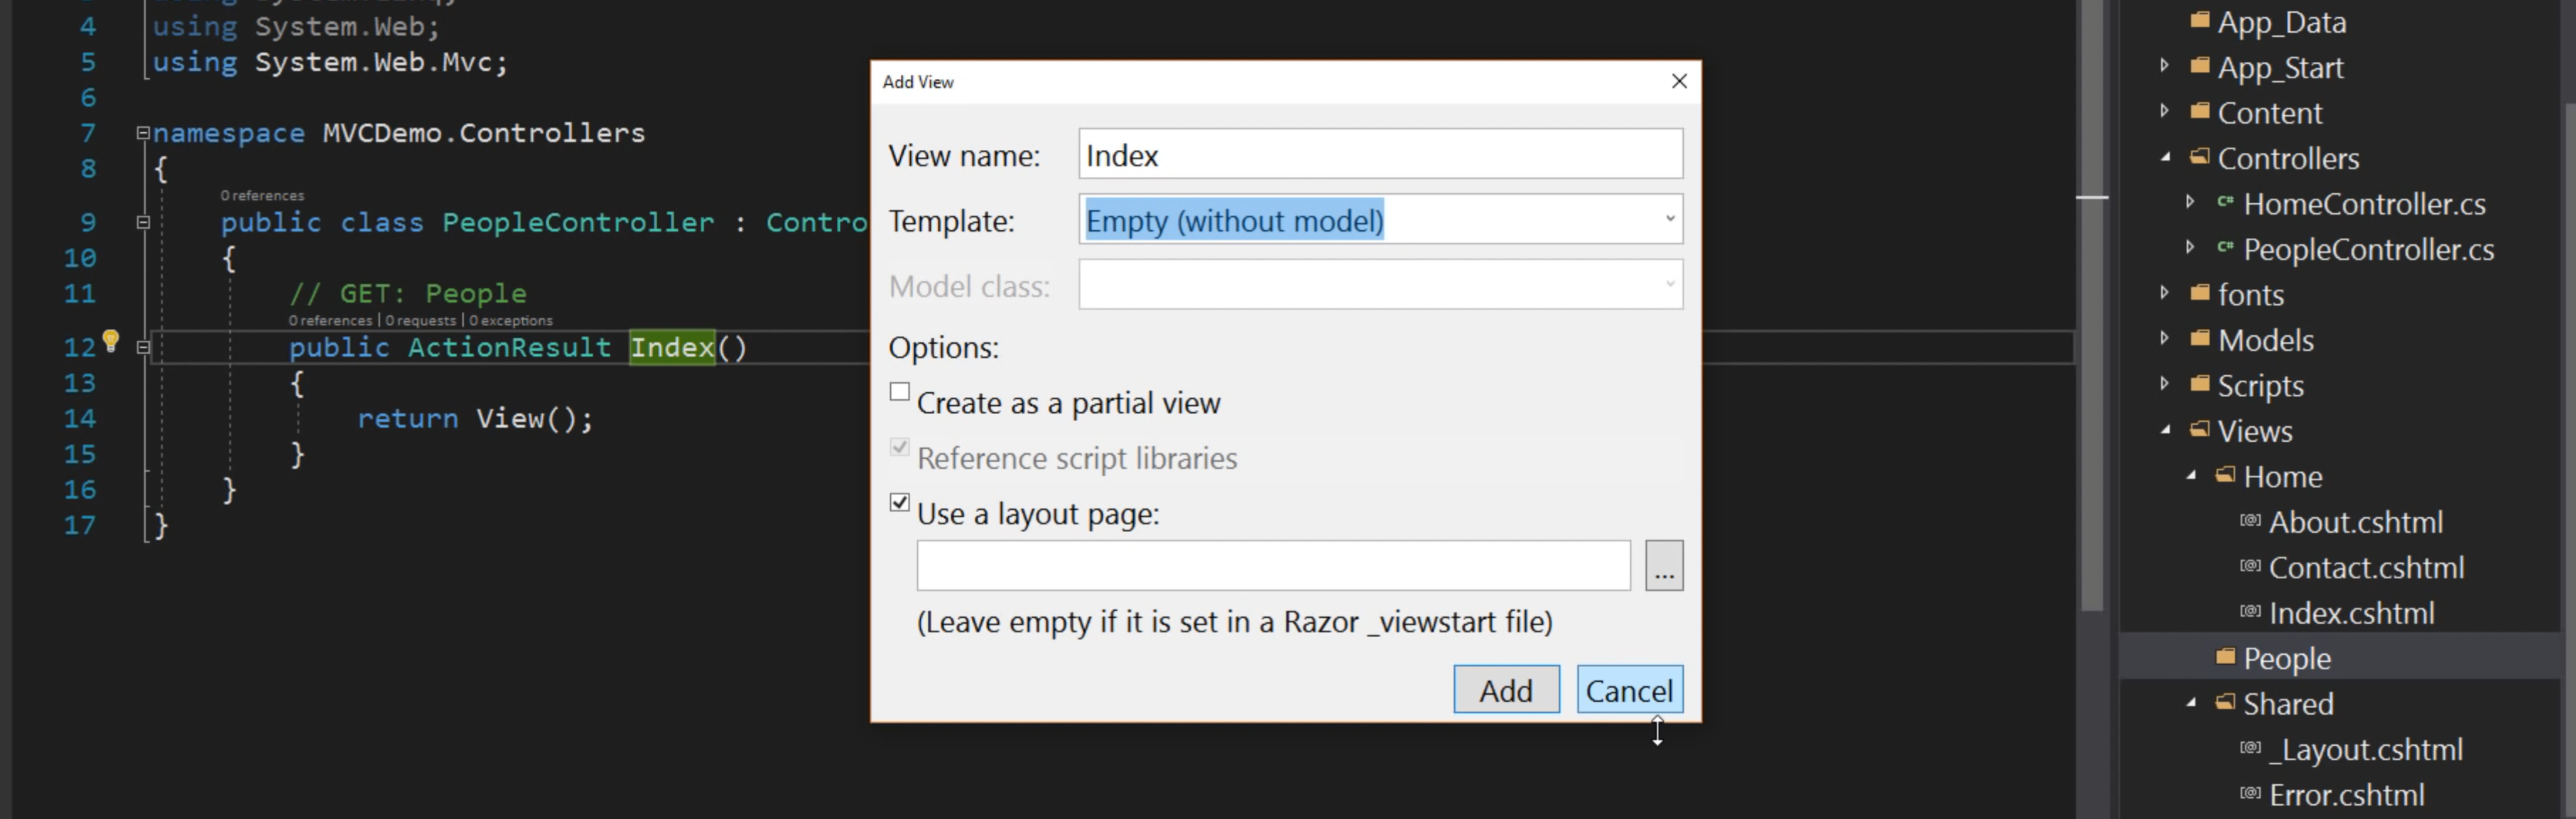 4 using System.Web;
5 using System.Web.Mvc;
6
7 namespace MVCDemo.Controllers
8 {
0 references
9 public class PeopleController : Contro
10 {
11 // GET: People
0 references | 0 requests | 0 exceptions
12 public ActionResult Index()
13 {
14 return View();
15 }
16 }
17 }
Add View
View name: Index
Template: Empty (without model)
Model class:
Options:
Create as a partial view
Reference script libraries
Use a layout page:
...
(Leave empty if it is set in a Razor _viewstart file)
Add Cancel
App_Data
App_Start
Content
Controllers
C# HomeController.cs
C# PeopleController.cs
fonts
Models
Scripts
Views
Home
[@] About.cshtml
[@] Contact.cshtml
[@] Index.cshtml
People
Shared
[@] _Layout.cshtml
[@] Error.cshtml